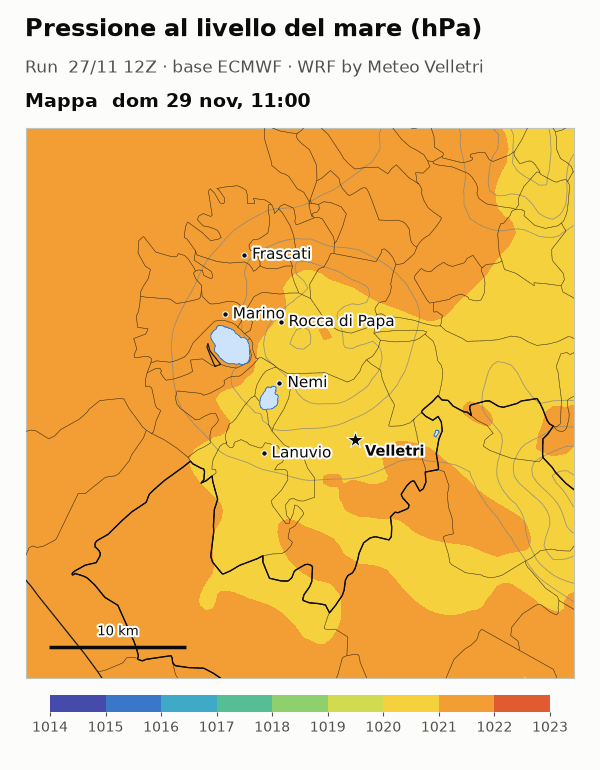 Pressione al livello del mare (hPa)
Run  27/11 12Z · base ECMWF · WRF by Meteo Velletri
Mappa  dom 29 nov, 11:00
Frascati
Marino
Rocca di Papa
Nemi
Velletri
Lanuvio
10 km
1014 1015 1016 1017 1018 1019 1020 1021 1022 1023